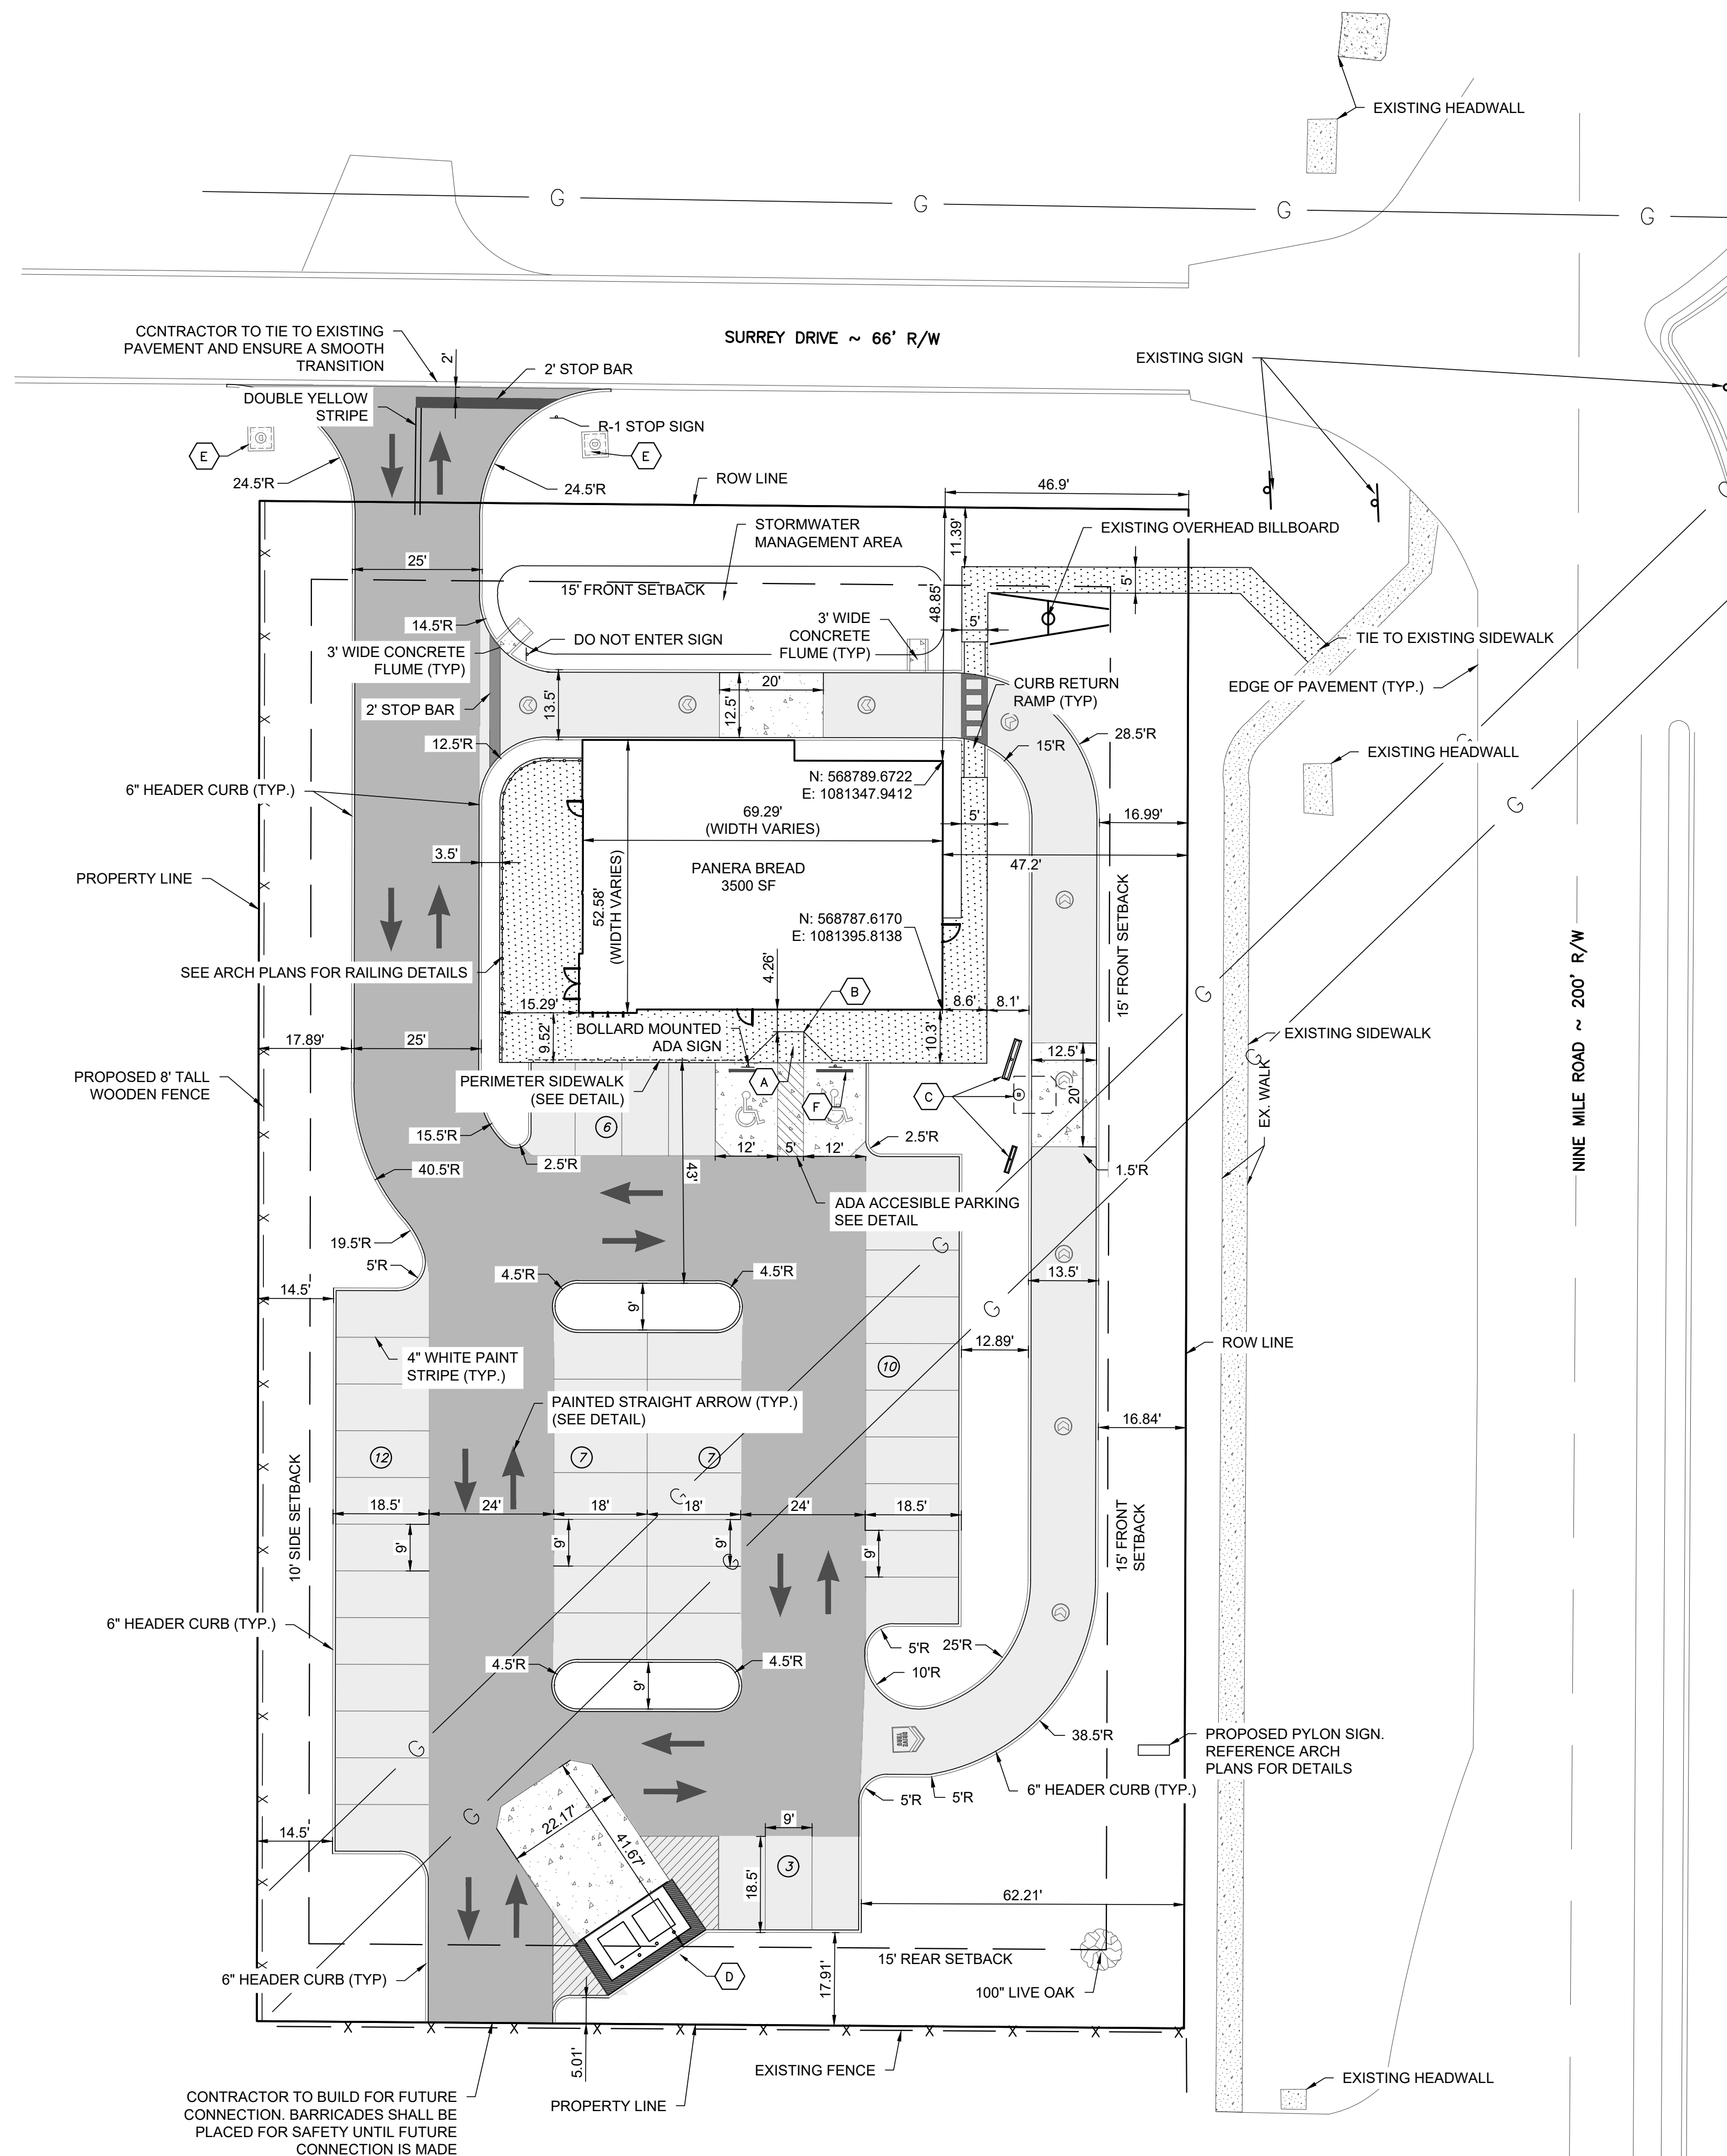 EXISTING HEADWALL
G
G
G
G
SURREY DRIVE ~ 66' R/W
CCNTRACTOR TO TIE TO EXISTING
PAVEMENT AND ENSURE A SMOOTH
TRANSITION
2'
2' STOP BAR
EXISTING SIGN
DOUBLE YELLOW
STRIPE
R-1 STOP SIGN
E
E
24.5'R
24.5'R
ROW LINE
46.9'
G
STORMWATER
MANAGEMENT AREA
11.39'
EXISTING OVERHEAD BILLBOARD
25'
15' FRONT SETBACK
48.85'
5'
14.5'R
3' WIDE
CONCRETE
FLUME (TYP)
5'
DO NOT ENTER SIGN
3' WIDE CONCRETE
FLUME (TYP)
TIE TO EXISTING SIDEWALK
20'
CURB RETURN
RAMP (TYP)
EDGE OF PAVEMENT (TYP.)
2' STOP BAR
13.5'
12.5'
12.5'R
15'R
28.5'R
G
EXISTING HEADWALL
N: 568789.6722
E: 1081347.9412
6" HEADER CURB (TYP.)
69.29'
(WIDTH VARIES)
5'
16.99'
G
3.5'
47.2'
PROPERTY LINE
PANERA BREAD
3500 SF
52.58'
(WIDTH VARIES)
N: 568787.6170
E: 1081395.8138
15' FRONT SETBACK
NINE MILE ROAD ~ 200' R/W
SEE ARCH PLANS FOR RAILING DETAILS
4.26'
B
G
15.29'
8.6'
8.1'
9.52'
BOLLARD MOUNTED
ADA SIGN
10.3'
EXISTING SIDEWALK
17.89'
25'
12.5'
G
PROPOSED 8' TALL
WOODEN FENCE
PERIMETER SIDEWALK
(SEE DETAIL)
A
F
C
20'
EX. WALK
6
15.5'R
2.5'R
2.5'R
12'
5'
12'
40.5'R
43'
1.5'R
ADA ACCESIBLE PARKING
SEE DETAIL
19.5'R
5'R
G
4.5'R
4.5'R
13.5'
14.5'
9'
G
12.89'
ROW LINE
4" WHITE PAINT
STRIPE (TYP.)
10
PAINTED STRAIGHT ARROW (TYP.)
(SEE DETAIL)
16.84'
12
7
7
10' SIDE SETBACK
G
18.5'
24'
18'
18'
24'
18.5'
15' FRONT
SETBACK
9'
9'
9'
9'
G
6" HEADER CURB (TYP.)
5'R
25'R
4.5'R
4.5'R
10'R
9'
G
DRIVE
THRU
38.5'R
PROPOSED PYLON SIGN.
REFERENCE ARCH
PLANS FOR DETAILS
6" HEADER CURB (TYP.)
5'R
5'R
G
22.17'
41.67'
9'
14.5'
3
18.5'
62.21'
15' REAR SETBACK
6" HEADER CURB (TYP)
D
17.91'
100" LIVE OAK
5.01'
EXISTING FENCE
EXISTING HEADWALL
PROPERTY LINE
CONTRACTOR TO BUILD FOR FUTURE
CONNECTION. BARRICADES SHALL BE
PLACED FOR SAFETY UNTIL FUTURE
CONNECTION IS MADE